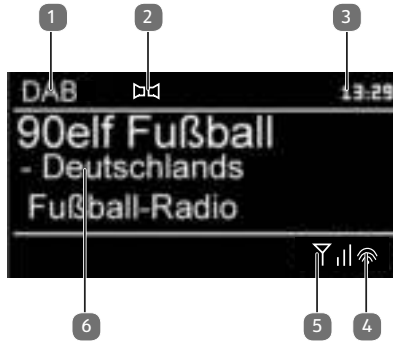 1 2 3
DAB 13:29
90elf Fußball
- Deutschlands
Fußball-Radio
6 5 4